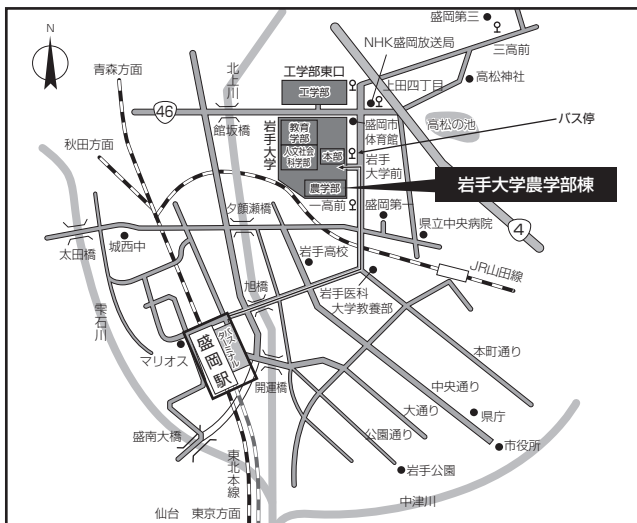 盛岡第三
N
NHK盛岡放送局
三高前
青森方面
北上川
工学部東口
上田四丁目
高松神社
工学部
46
館坂橋
岩手大学
教育
学部
盛岡市
体育館
高松の池
バス停
秋田方面
人文社会
科学部
本部
岩手
大学前
農学部
岩手大学農学部棟
一高前
盛岡第一
夕顔瀬橋
県立中央病院
4
太田橋
城西中
岩手高校
JR山田線
雫石川
旭橋
岩手医科
大学教養部
マリオス
盛岡駅
バス
ターミナル
本町通り
開運橋
中央通り
大通り
県庁
盛南大橋
公園通り
市役所
東北本線
岩手公園
中津川
仙台 東京方面